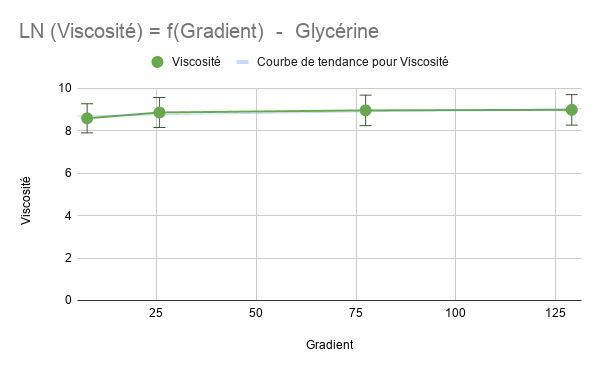 LN (Viscosité) = f(Gradient) - Glycérine
Viscosité
Courbe de tendance pour Viscosité
10
8
6
4
2
0
Viscosité
25
50
75
100
125
Gradient